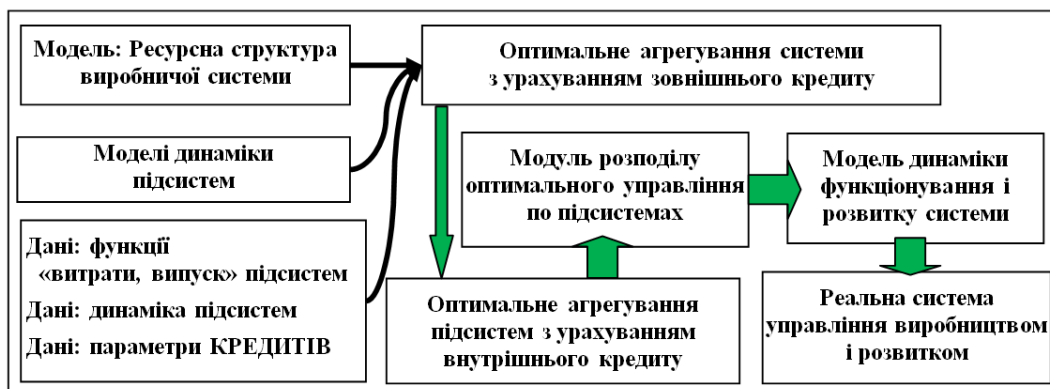 Модель: Ресурсна структура
виробничої системи
Оптимальне агрегування системи
з урахуванням зовнішнього кредиту
Моделі динаміки
підсистем
Модуль розподілу
оптимального управління
по підсистемах
Модель динаміки
функціонування і
розвитку системи
Дані: функції
«витрати, випуск» підсистем
Дані: динаміка підсистем
Дані: параметри КРЕДИТІВ
Оптимальне агрегування
підсистем з урахуванням
внутрішнього кредиту
Реальна система
управління виробництвом
і розвитком